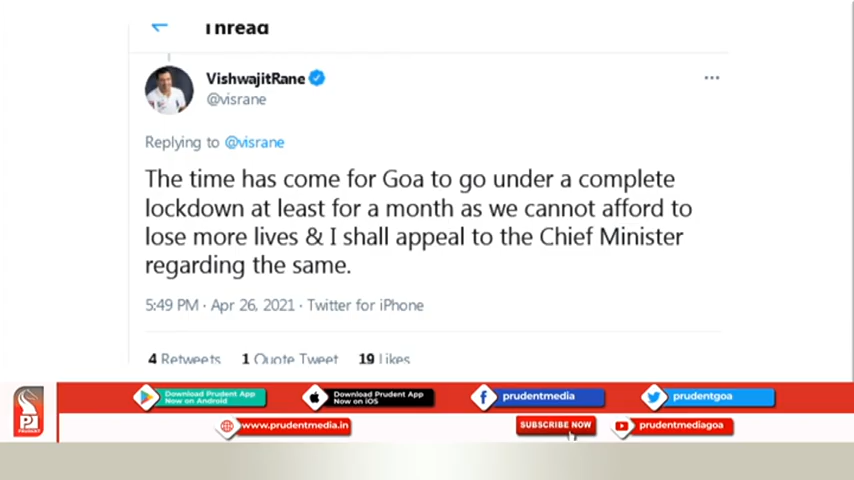 Thread
VishwajitRane
@visrane
Replying to @visrane
The time has come for Goa to go under a complete
lockdown at least for a month as we cannot afford to
lose more lives & I shall appeal to the Chief Minister
regarding the same.
5:49 PM · Apr 26, 2021 · Twitter for iPhone
4 Retweets 1 Quote Tweet 19 Likes
Download Prudent App
Now on Android
Download Prudent App
Now on iOS
prudentmedia
prudentgoa
PRUDENT
www.prudentmedia.in
SUBSCRIBE NOW
prudentmediagoa